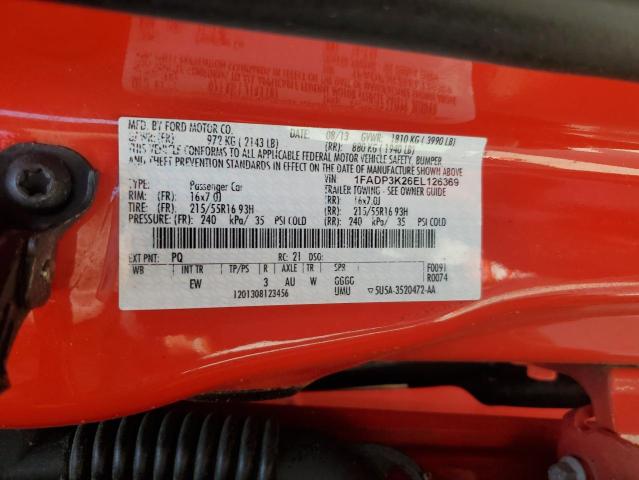 MFD. BY FORD MOTOR CO.
DATE: 08/13 GVWR: 1810 KG ( 3990 LB)
GAWR:(FR) 972 KG ( 2143 LB) (RR): 880 KG ( 1940 LB)
THIS VEHICLE CONFORMS TO ALL APPLICABLE FEDERAL MOTOR VEHICLE SAFETY, BUMPER
AND THEFT PREVENTION STANDARDS IN EFFECT ON THE DATE OF MANUFACTURE SHOWN ABOVE.
VIN: 1FADP3K26EL126369
TYPE: Passenger Car TRAILER TOWING - SEE OWNER GUIDE
RIM: (FR): 16x7.0J (RR): 16x7.0J
TIRE: (FR): 215/55R16 93H (RR): 215/55R16 93H
PRESSURE: (FR): 240 kPa/ 35 PSI COLD (RR): 240 kPa/ 35 PSI COLD
EXT PNT: PQ RC: 21 DSO:
WB INT TR TP/PS R AXLE TR SPR F0091
EW 3 AU W GGGG R0074
1201308123456 UMU 5U5A-3520472-AA